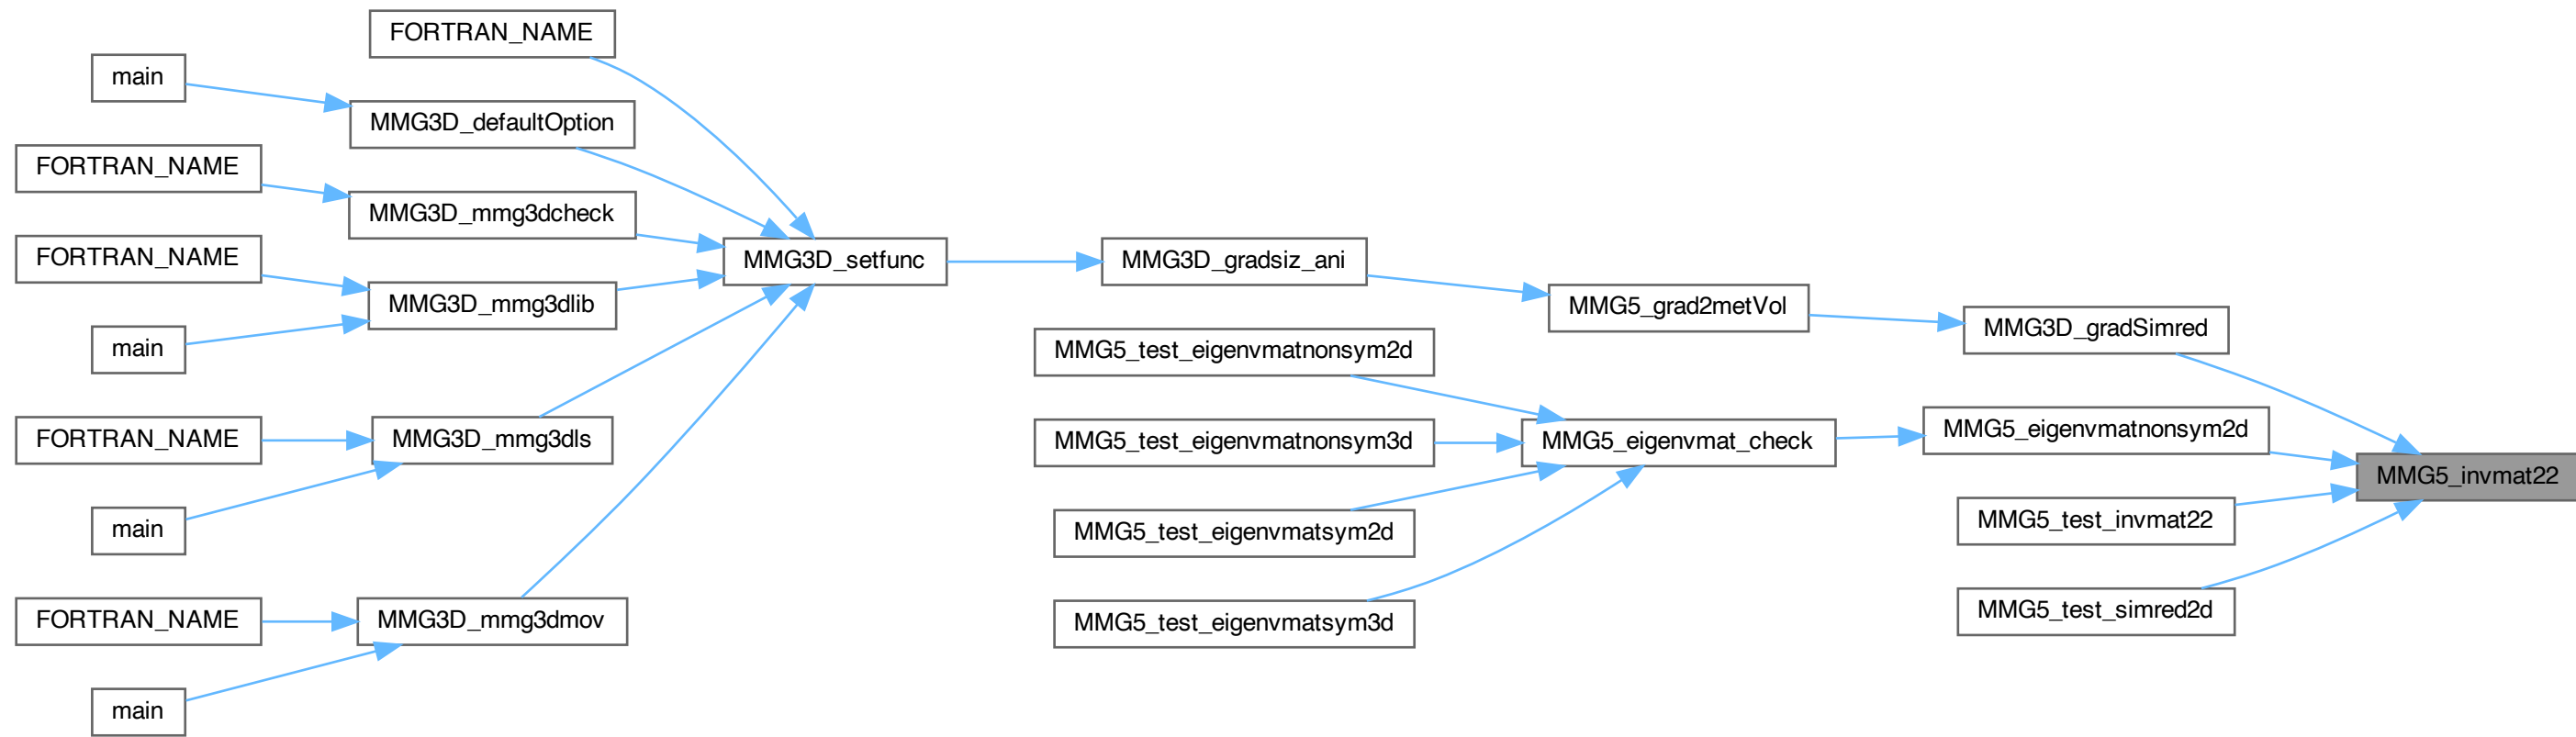 FORTRAN_NAME
main
MMG3D_defaultOption
FORTRAN_NAME
MMG3D_mmg3dcheck
FORTRAN_NAME
MMG3D_setfunc
MMG3D_gradsiz_ani
MMG3D_mmg3dlib
MMG5_grad2metVol
MMG3D_gradSimred
main
MMG5_test_eigenvmatnonsym2d
MMG5_eigenvmatnonsym2d
FORTRAN_NAME
MMG3D_mmg3dls
MMG5_test_eigenvmatnonsym3d
MMG5_eigenvmat_check
MMG5_invmat22
main
MMG5_test_eigenvmatsym2d
MMG5_test_invmat22
FORTRAN_NAME
MMG3D_mmg3dmov
MMG5_test_eigenvmatsym3d
MMG5_test_simred2d
main